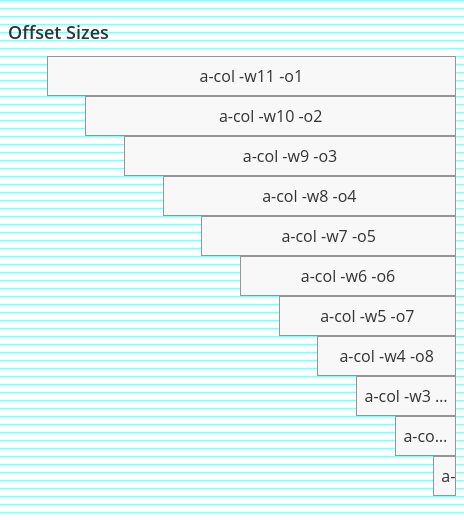 Offset Sizes
a-col -w11 -o1
a-col -w10 -o2
a-col -w9 -o3
a-col -w8 -o4
a-col -w7 -o5
a-col -w6 -o6
a-col -w5 -o7
a-col -w4 -o8
a-col -w3 ...
a-co...
a-